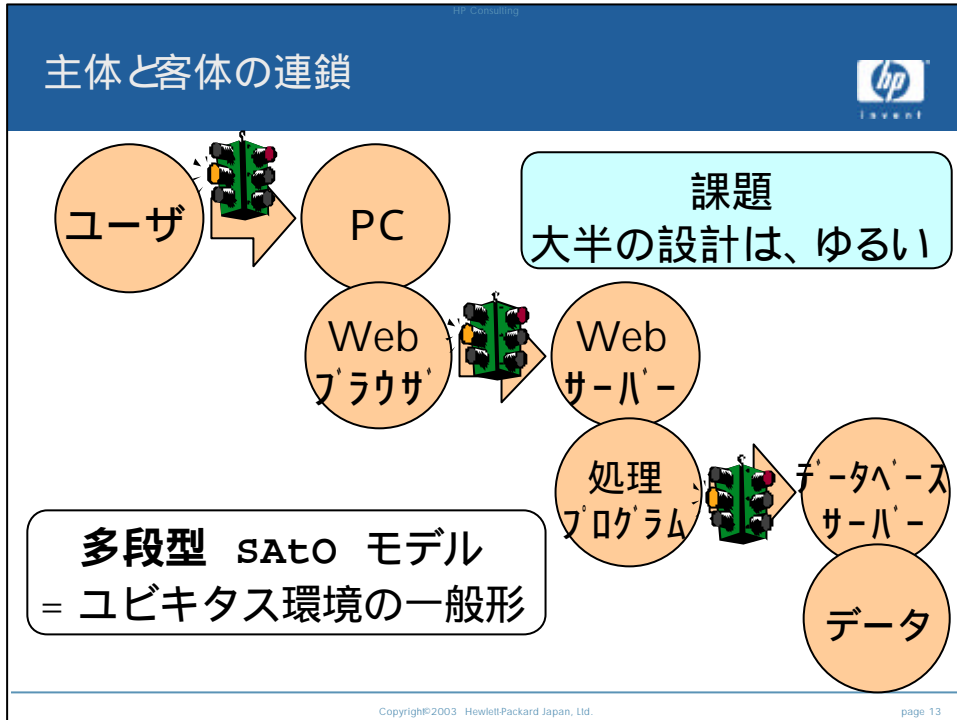 HP Consulting
主体と客体の連鎖
hp
invent
ユーザ
PC
課題
大半の設計は、ゆるい
Web
ﾌﾞﾗｳｻﾞ
Web
ｻｰﾊﾞｰ
処理
ﾌﾟﾛｸﾞﾗﾑ
ﾃﾞｰﾀﾍﾞｰｽ
ｻｰﾊﾞｰ
データ
多段型 SAtO モデル
= ユビキタス環境の一般形
Copyright©2003 Hewlett-Packard Japan, Ltd.
page 13